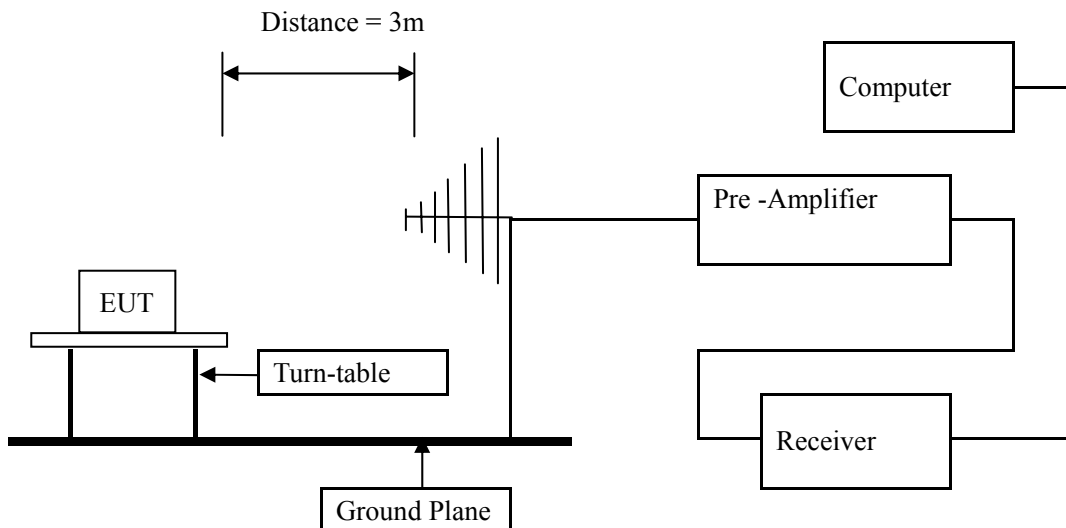 Distance = 3m
Computer
Pre -Amplifier
EUT
Turn-table
Receiver
Ground Plane